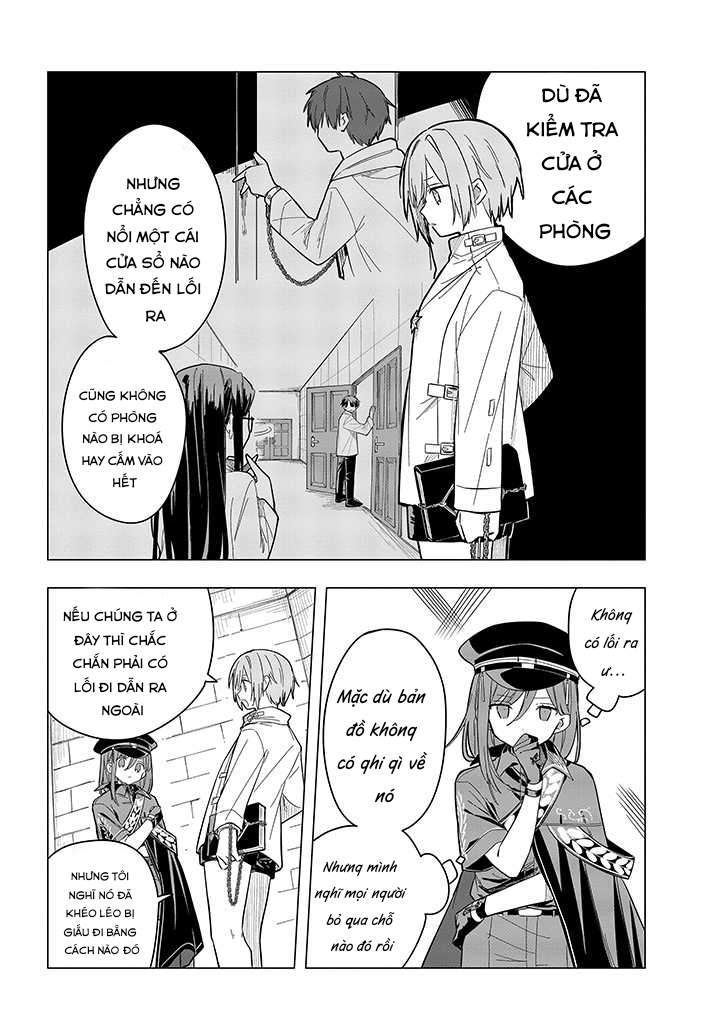 DÙ ĐÃ
KIỂM TRA
CỬA Ở
CÁC
PHÒNG
NHƯNG
CHẲNG CÓ
NỔI MỘT CÁI
CỬA SỔ NÀO
DẪN ĐẾN LỐI
RA
CŨNG KHÔNG
CÓ PHÒNG
NÀO BỊ KHOÁ
HAY CẤM VÀO
HẾT
Không
có lối ra
ư...
Mặc dù bản
đồ không
có ghi gì về
nó
Nhưng mình
nghĩ mọi người
bỏ qua chỗ
nào đó rồi
NẾU CHÚNG TA Ở
ĐÂY THÌ CHẮC
CHẮN PHẢI CÓ
LỐI ĐI DẪN RA
NGOÀI
NHƯNG TÔI
NGHĨ NÓ ĐÃ
KHÉO LÉO BỊ
GIẤU ĐI BẰNG
CÁCH NÀO ĐÓ